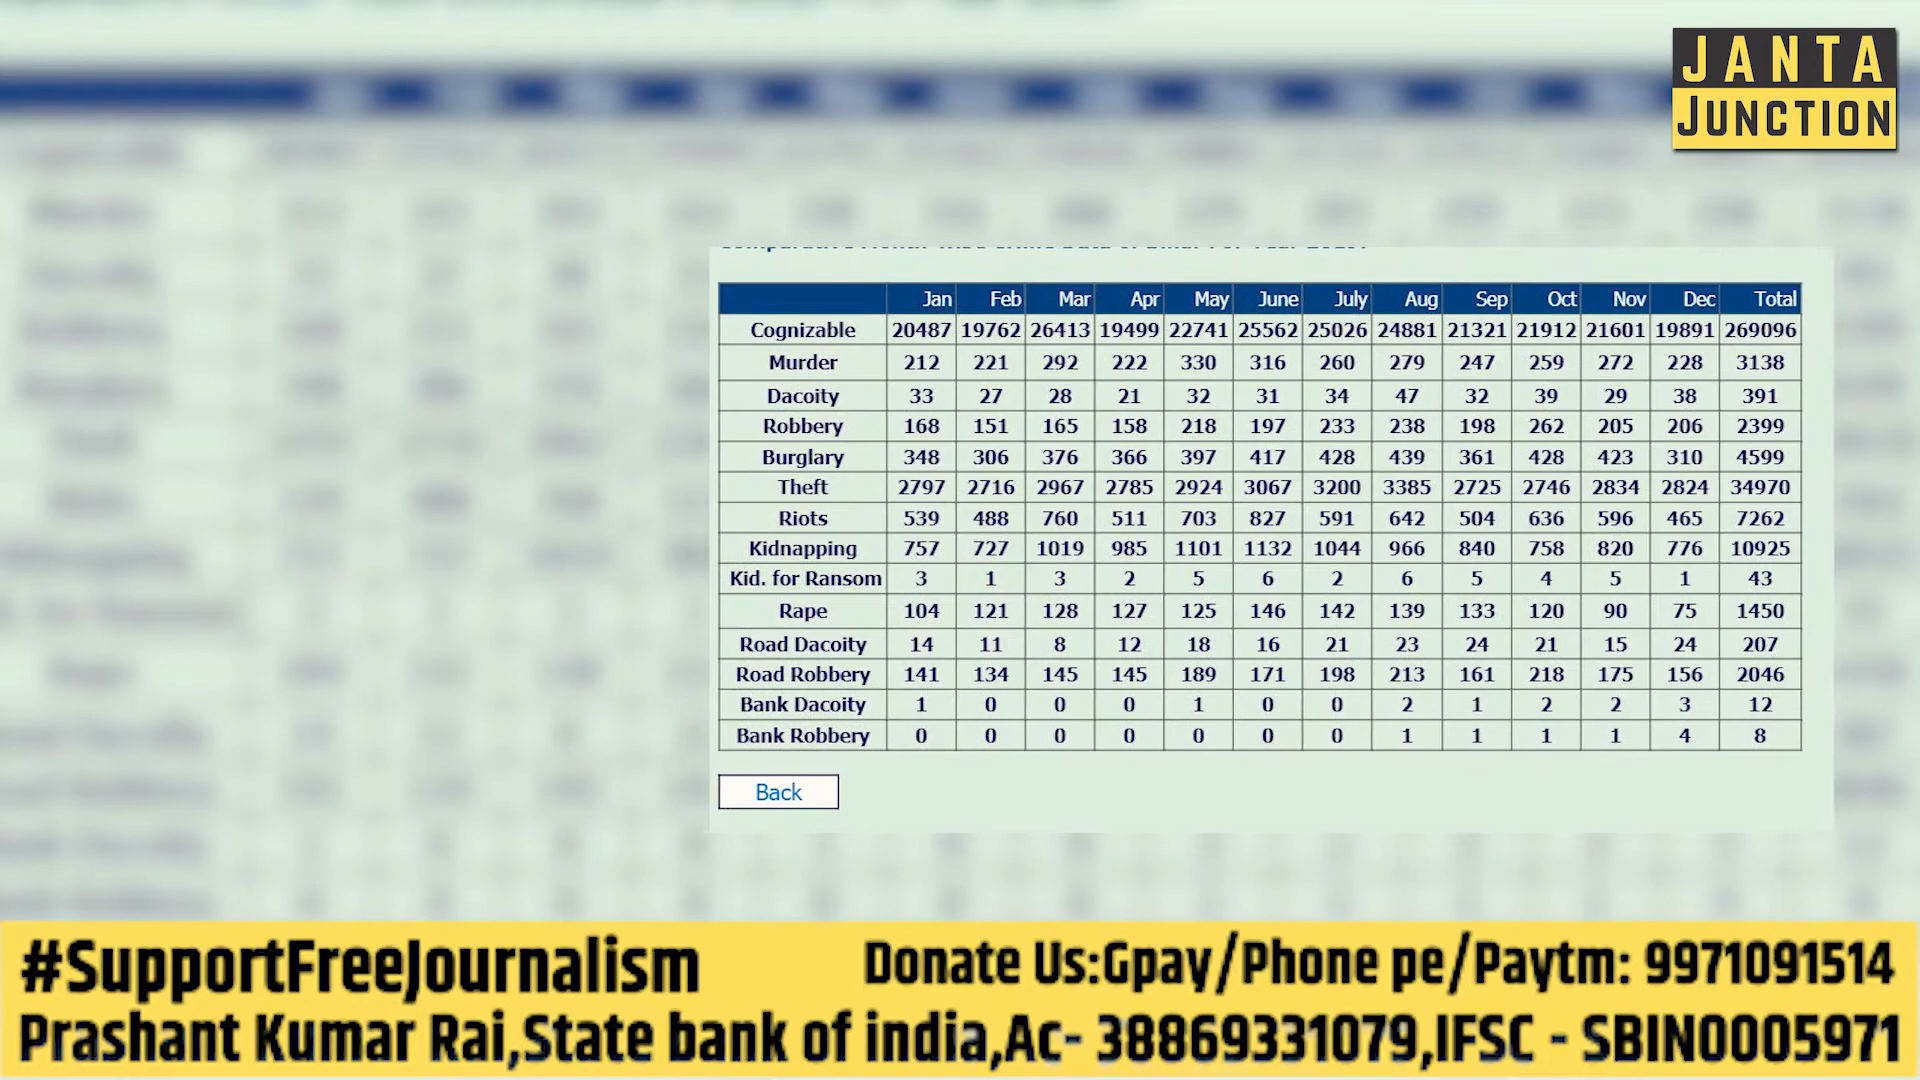 JANTA
JUNCTION
Jan Feb Mar Apr May June July Aug Sep Oct Nov Dec Total
Cognizable 20487 19762 26413 19499 22741 25562 25026 24881 21321 21912 21601 19891 269096
Murder 212 221 292 222 330 316 260 279 247 259 272 228 3138
Dacoity 33 27 28 21 32 31 34 47 32 39 29 38 391
Robbery 168 151 165 158 218 197 233 238 198 262 205 206 2399
Burglary 348 306 376 366 397 417 428 439 361 428 423 310 4599
Theft 2797 2716 2967 2785 2924 3067 3200 3385 2725 2746 2834 2824 34970
Riots 539 488 760 511 703 827 591 642 504 636 596 465 7262
Kidnapping 757 727 1019 985 1101 1132 1044 966 840 758 820 776 10925
Kid. for Ransom 3 1 3 2 5 6 2 6 5 4 5 1 43
Rape 104 121 128 127 125 146 142 139 133 120 90 75 1450
Road Dacoity 14 11 8 12 18 16 21 23 24 21 15 24 207
Road Robbery 141 134 145 145 189 171 198 213 161 218 175 156 2046
Bank Dacoity 1 0 0 0 1 0 0 2 1 2 2 3 12
Bank Robbery 0 0 0 0 0 0 0 1 1 1 1 4 8
Back
#SupportFreeJournalism Donate Us:Gpay/Phone pe/Paytm: 9971091514
Prashant Kumar Rai,State bank of india,Ac- 38869331079,IFSC - SBIN0005971